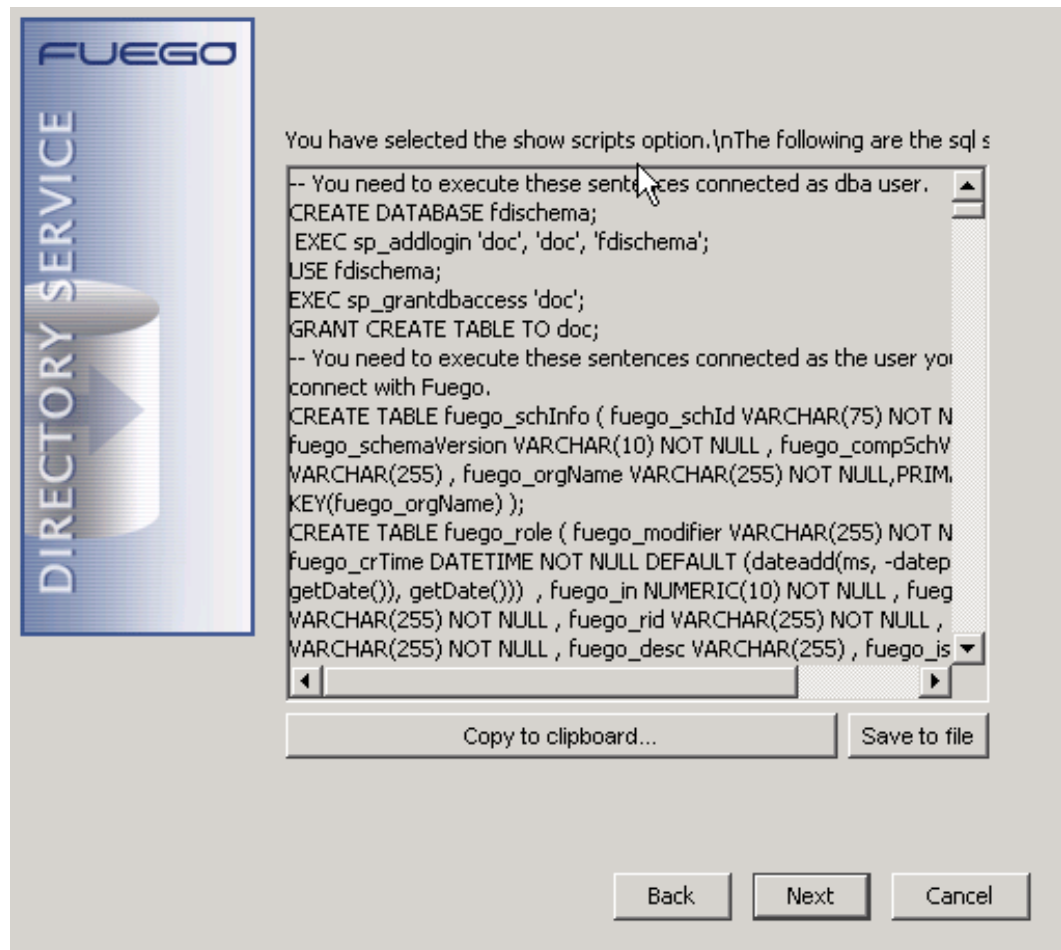 FUEGO
DIRECTORY SERVICE
You have selected the show scripts option.\nThe following are the sql s
-- You need to execute these sentences connected as dba user.
CREATE DATABASE fdischema;
EXEC sp_addlogin 'doc', 'doc', 'fdischema';
USE fdischema;
EXEC sp_grantdbaccess 'doc';
GRANT CREATE TABLE TO doc;
-- You need to execute these sentences connected as the user you
connect with Fuego.
CREATE TABLE fuego_schInfo ( fuego_schId VARCHAR(75) NOT N
fuego_schemaVersion VARCHAR(10) NOT NULL , fuego_compSchV
VARCHAR(255) , fuego_orgName VARCHAR(255) NOT NULL,PRIM
KEY(fuego_orgName) );
CREATE TABLE fuego_role ( fuego_modifier VARCHAR(255) NOT N
fuego_crTime DATETIME NOT NULL DEFAULT (dateadd(ms, -datep
getDate()), getDate())) , fuego_in NUMERIC(10) NOT NULL , fueg
VARCHAR(255) NOT NULL , fuego_rid VARCHAR(255) NOT NULL ,
VARCHAR(255) NOT NULL , fuego_desc VARCHAR(255) , fuego_is
Copy to clipboard... Save to file
Back Next Cancel